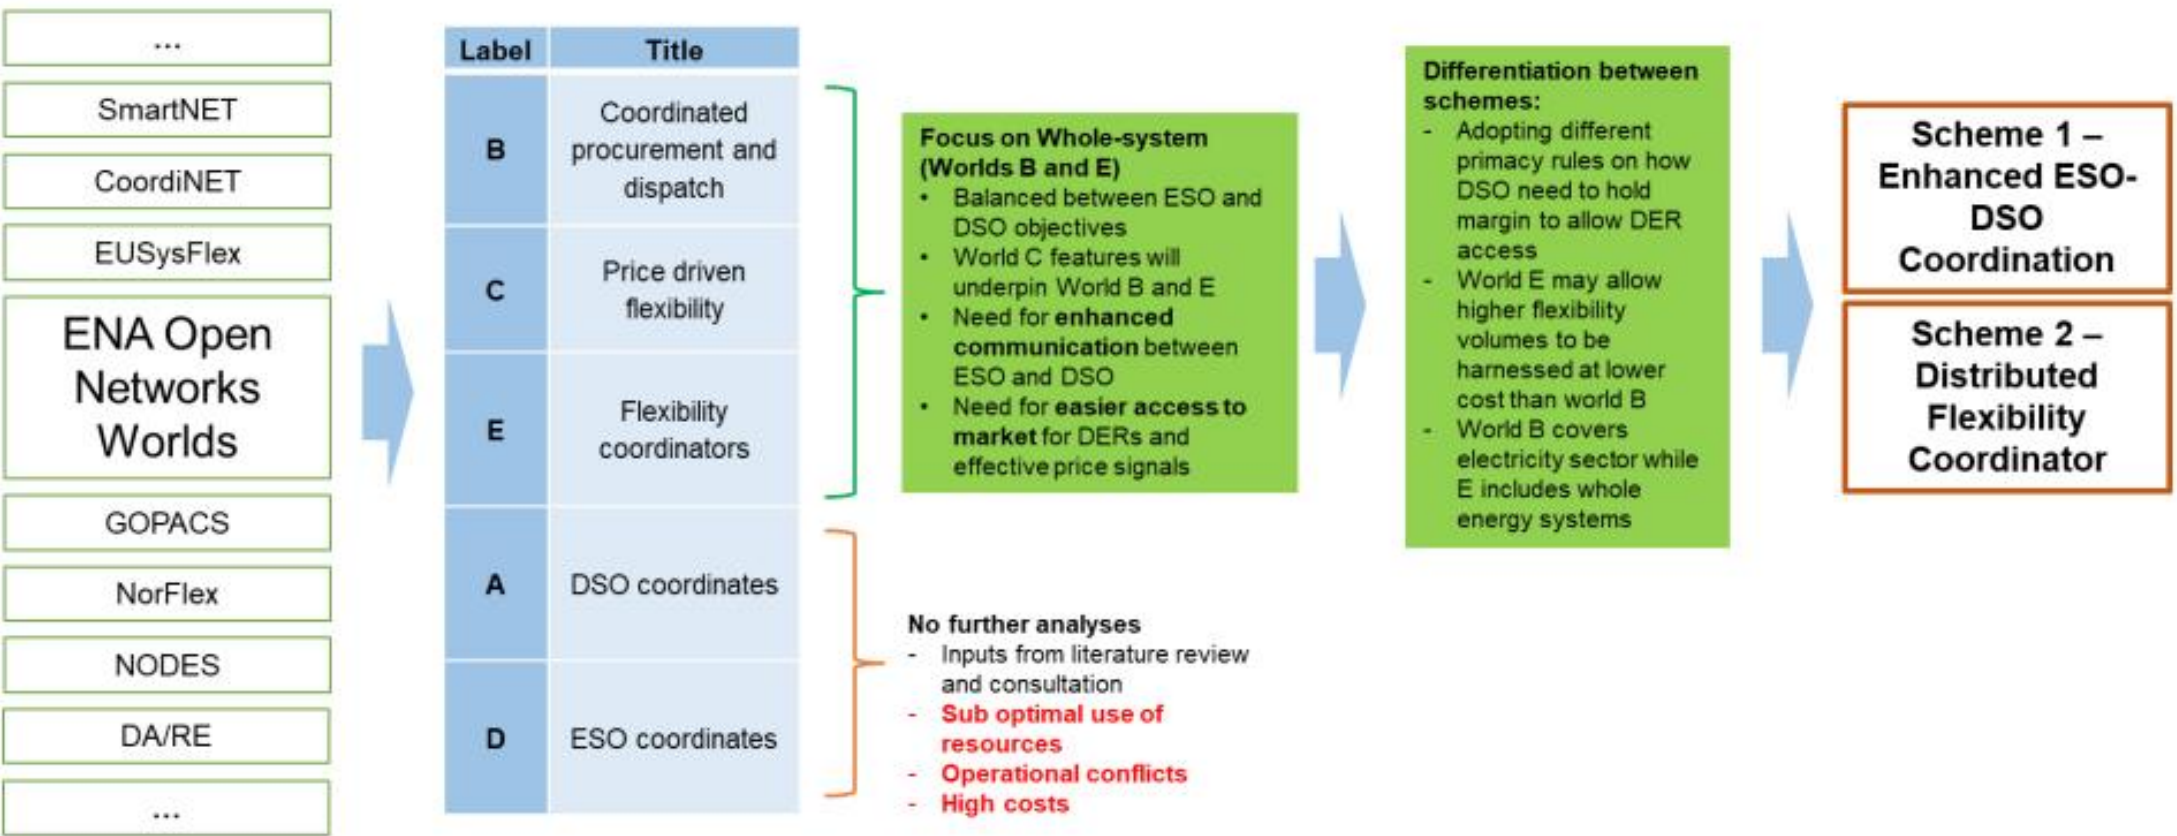 ...
SmartNET
CoordiNET
EUSysFlex
ENA Open
Networks
Worlds
GOPACS
NorFlex
NODES
DA/RE
...
Label Title
B Coordinated
procurement and
dispatch
C Price driven
flexibility
E Flexibility
coordinators
A DSO coordinates
D ESO coordinates
Focus on Whole-system
(Worlds B and E)
• Balanced between ESO and
DSO objectives
• World C features will
underpin World B and E
• Need for enhanced
communication between
ESO and DSO
• Need for easier access to
market for DERs and
effective price signals
No further analyses
- Inputs from literature review
and consultation
- Sub optimal use of
resources
- Operational conflicts
- High costs
Differentiation between
schemes:
- Adopting different
primacy rules on how
DSO need to hold
margin to allow DER
access
- World E may allow
higher flexibility
volumes to be
harnessed at lower
cost than world B
- World B covers
electricity sector while
E includes whole
energy systems
Scheme 1 –
Enhanced ESO-
DSO
Coordination
Scheme 2 –
Distributed
Flexibility
Coordinator